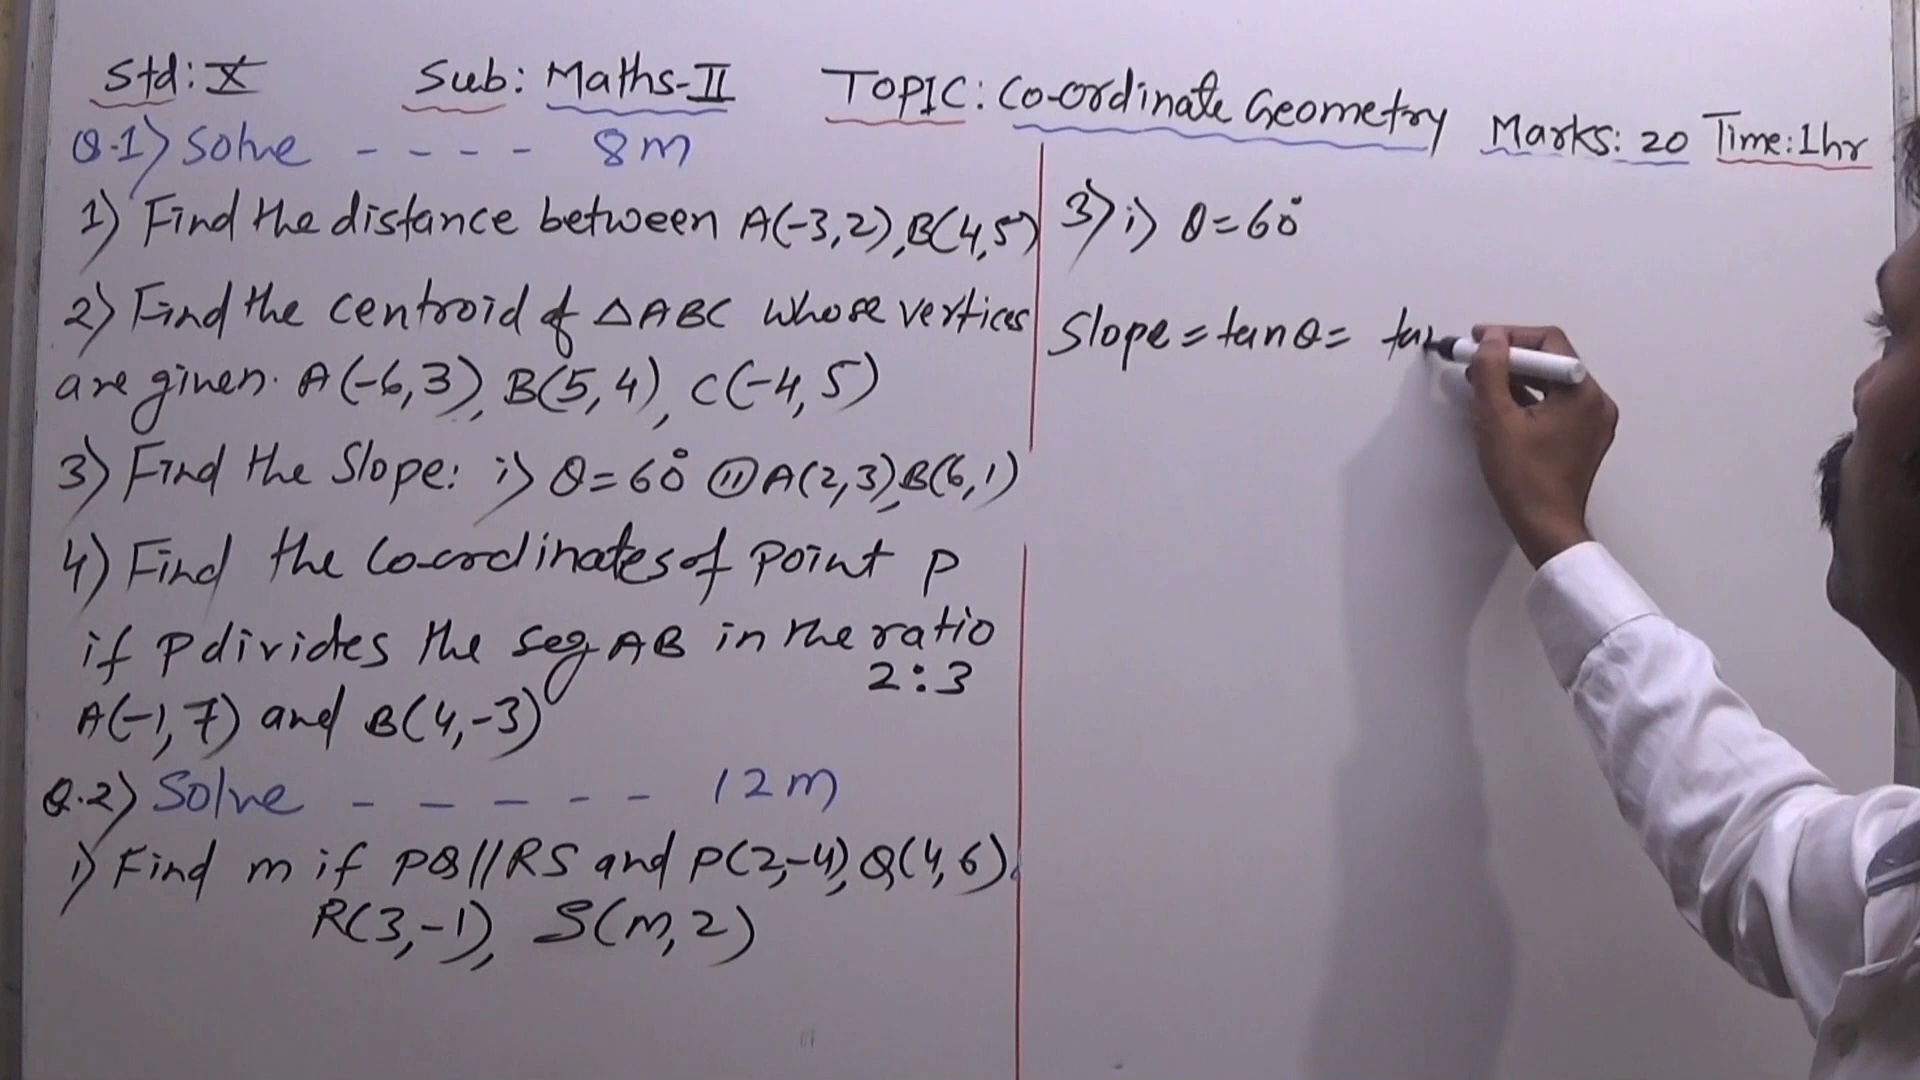 Std: X Sub: Maths-II TOPIC: Co-ordinate Geometry Marks: 20 Time: 1hr
Q.1) Solve - - - - 8m
1) Find the distance between A(-3,2), B(4,5)
2) Find the centroid of △ABC whose vertices
are given. A(-6,3), B(5,4), C(-4,5)
3) Find the Slope: i) θ=60° (ii) A(2,3), B(6,1)
4) Find the Co-ordinates of Point P
if P divides the seg AB in the ratio
2:3
A(-1,7) and B(4,-3)
Q.2) Solve - - - - - 12m
i) Find m if PQ//RS and P(2,-4), Q(4,6).
R(3,-1), S(m,2)
3) i) θ=60°
Slope = tanθ = tan